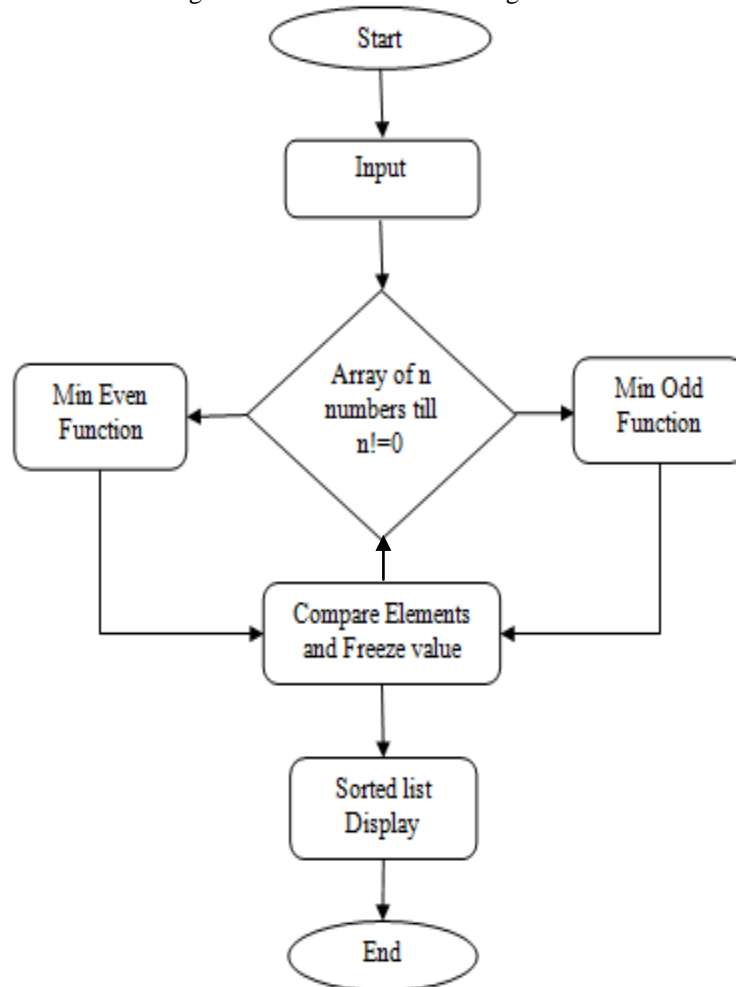 Start
Input
Array of n
numbers till
n!=0
Min Even
Function
Min Odd
Function
Compare Elements
and Freeze value
Sorted list
Display
End